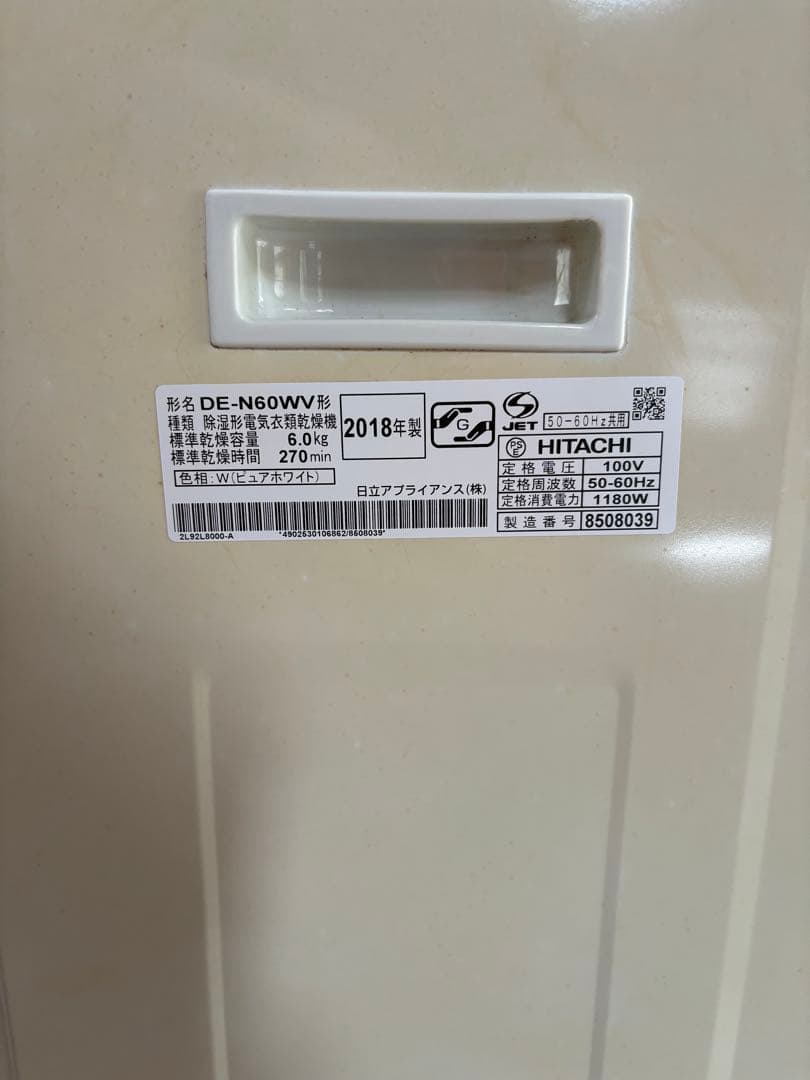 形名 DE-N60WV形
種類 除湿形電気衣類乾燥機
標準乾燥容量 6.0kg
標準乾燥時間 270min
色相:W(ピュアホワイト)
2018年製
G
JET
50-60Hz共用
PSE HITACHI
定格電圧 100V
定格周波数 50-60Hz
定格消費電力 1180W
製造番号 8508039
日立アプライアンス(株)
2L92L8000-A *4902530106862/8508039*